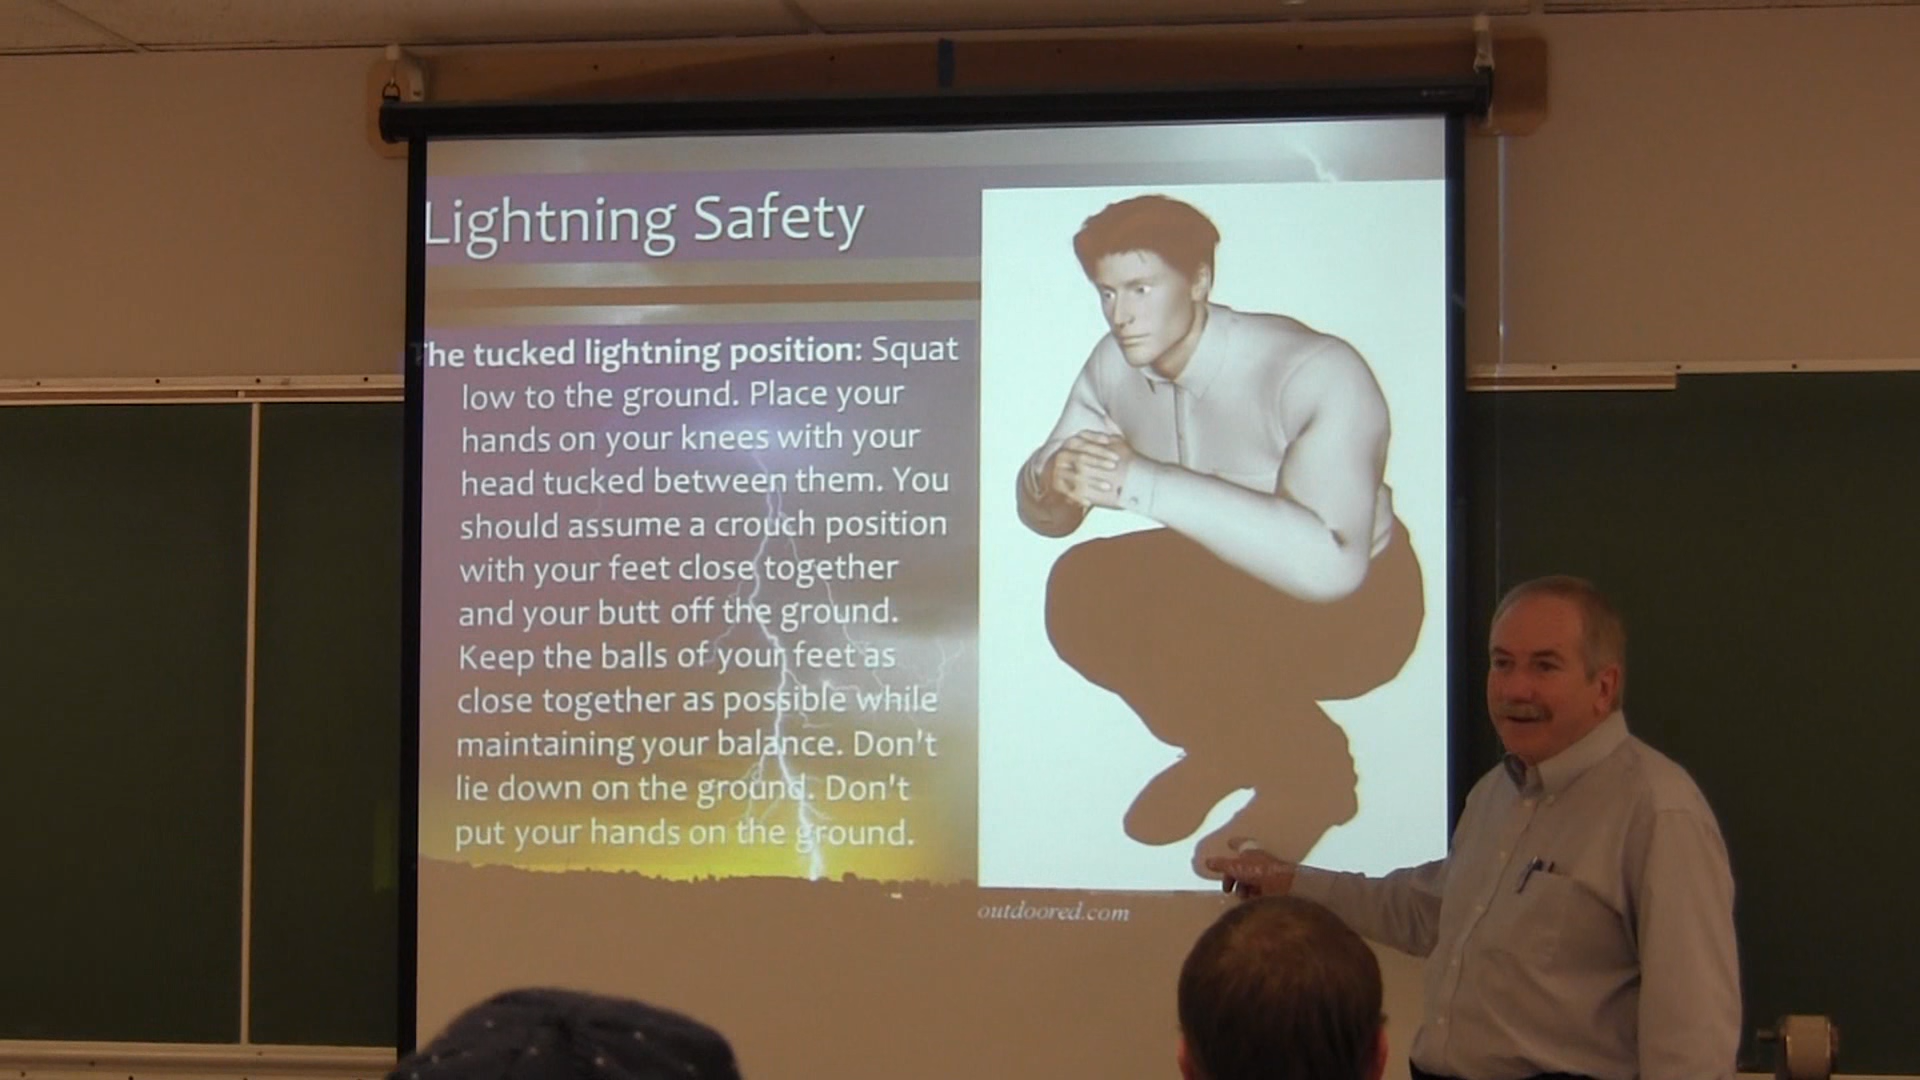 Lightning Safety
The tucked lightning position: Squat
low to the ground. Place your
hands on your knees with your
head tucked between them. You
should assume a crouch position
with your feet close together
and your butt off the ground.
Keep the balls of your feet as
close together as possible while
maintaining your balance. Don't
lie down on the ground. Don't
put your hands on the ground.
outdoored.com